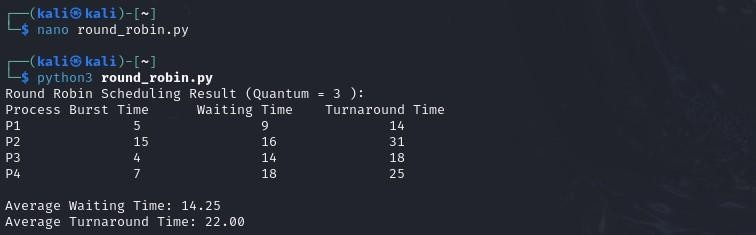 ┌──(kali㉿kali)-[~]
└─$ nano round_robin.py
┌──(kali㉿kali)-[~]
└─$ python3 round_robin.py
Round Robin Scheduling Result (Quantum = 3 ):
Process Burst Time      Waiting Time    Turnaround Time
P1              5               9               14
P2              15              16              31
P3              4               14              18
P4              7               18              25
Average Waiting Time: 14.25
Average Turnaround Time: 22.00